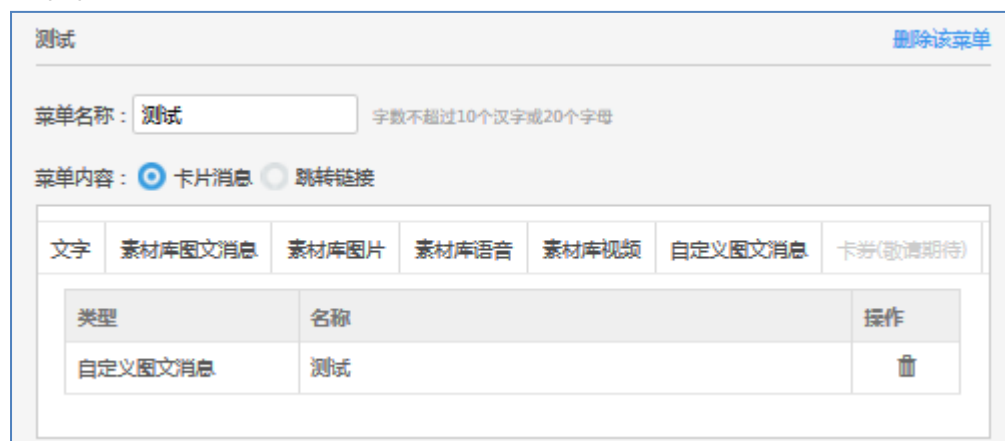 测试 删除该菜单
菜单名称： 测试 字数不超过10个汉字或20个字母
菜单内容： 卡片消息 跳转链接
文字 素材库图文消息 素材库图片 素材库语音 素材库视频 自定义图文消息 卡券(敬请期待)
类型 名称 操作
自定义图文消息 测试